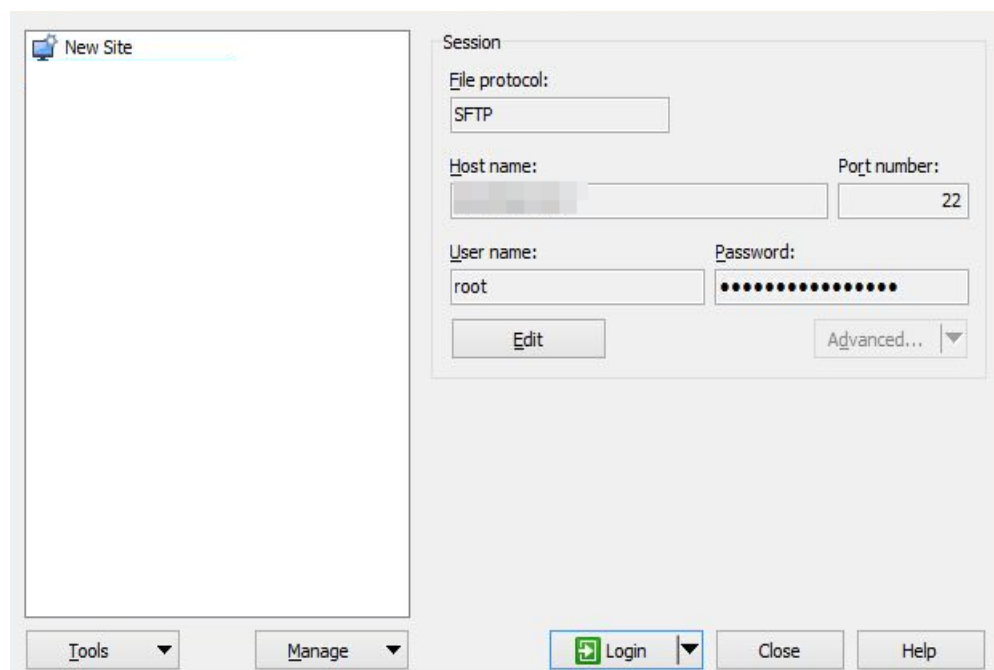 New Site
Session
File protocol:
SFTP
Host name:
Port number:
22
User name:
Password:
root
••••••••••••••••
Edit
Advanced...
Tools
Manage
Login
Close
Help